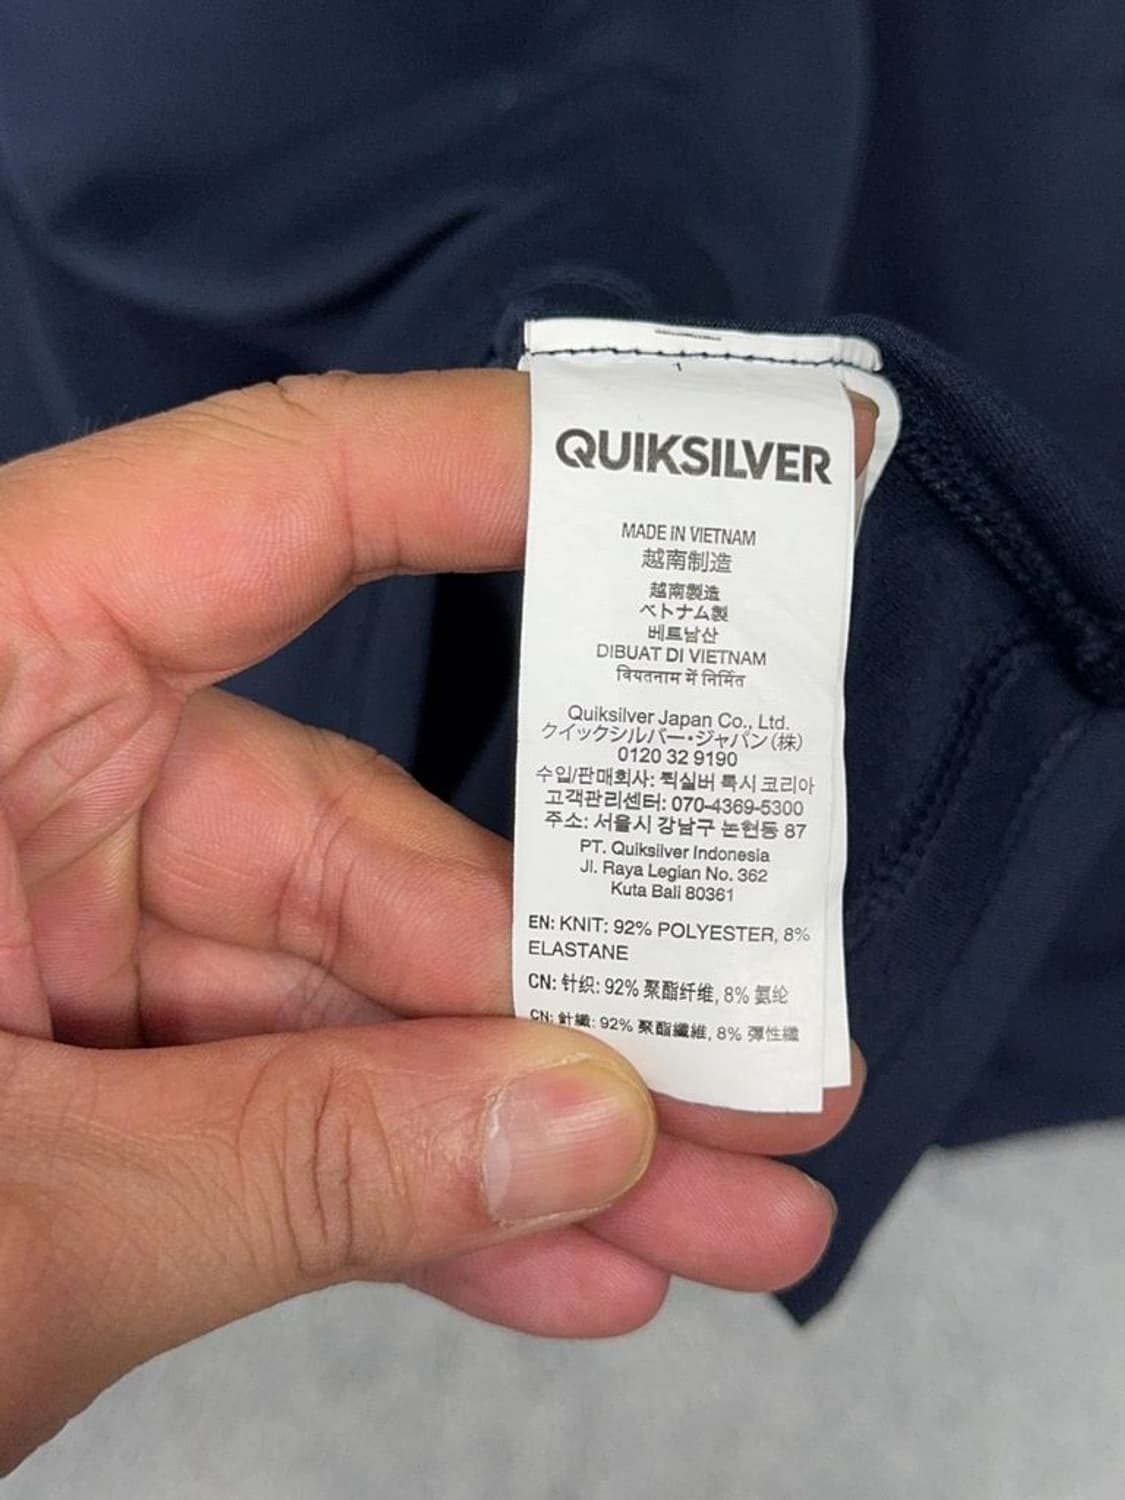 QUIKSILVER
MADE IN VIETNAM
越南制造
越南製造
ベトナム製
베트남산
DIBUAT DI VIETNAM
वियतनाम में निर्मित
Quiksilver Japan Co., Ltd.
クイックシルバー・ジャパン(株)
0120 32 9190
수입/판매회사: 퀵실버 록시 코리아
고객관리센터: 070-4369-5300
주소: 서울시 강남구 논현동 87
PT. Quiksilver Indonesia
Jl. Raya Legian No. 362
Kuta Bali 80361
EN: KNIT: 92% POLYESTER, 8%
ELASTANE
CN: 针织: 92% 聚酯纤维, 8% 氨纶
CN: 針織: 92% 聚酯纖維, 8% 彈性纖